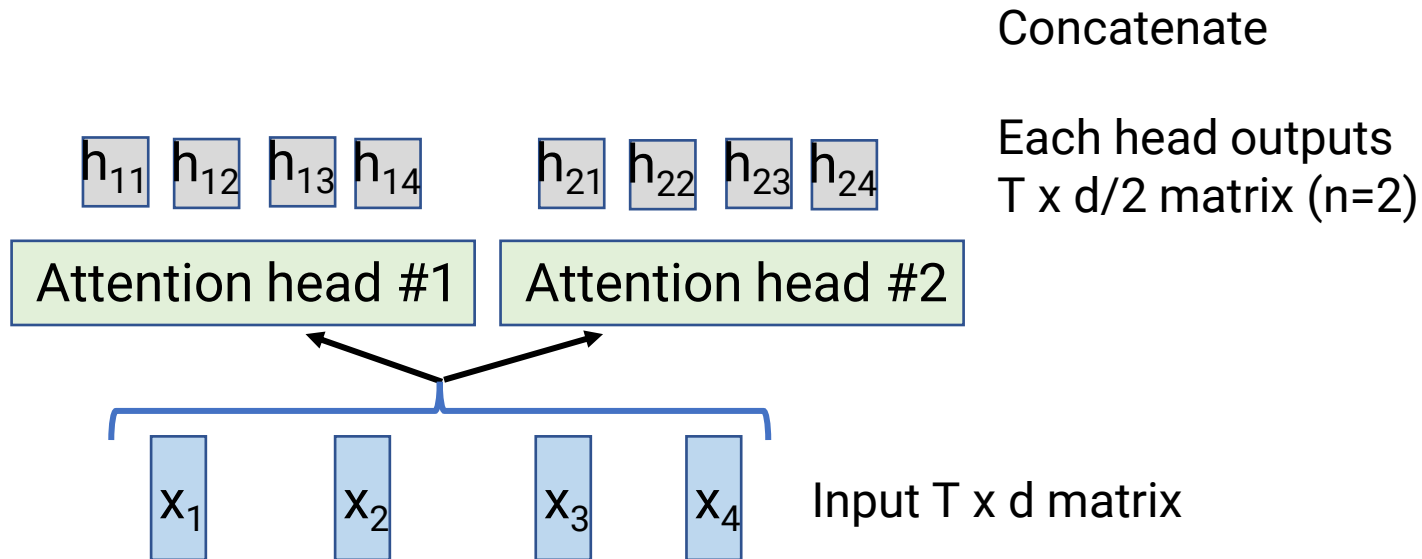 Concatenate
h11 h12 h13 h14 h21 h22 h23 h24
Each head outputs
T x d/2 matrix (n=2)
Attention head #1 Attention head #2
x1 x2 x3 x4
Input T x d matrix